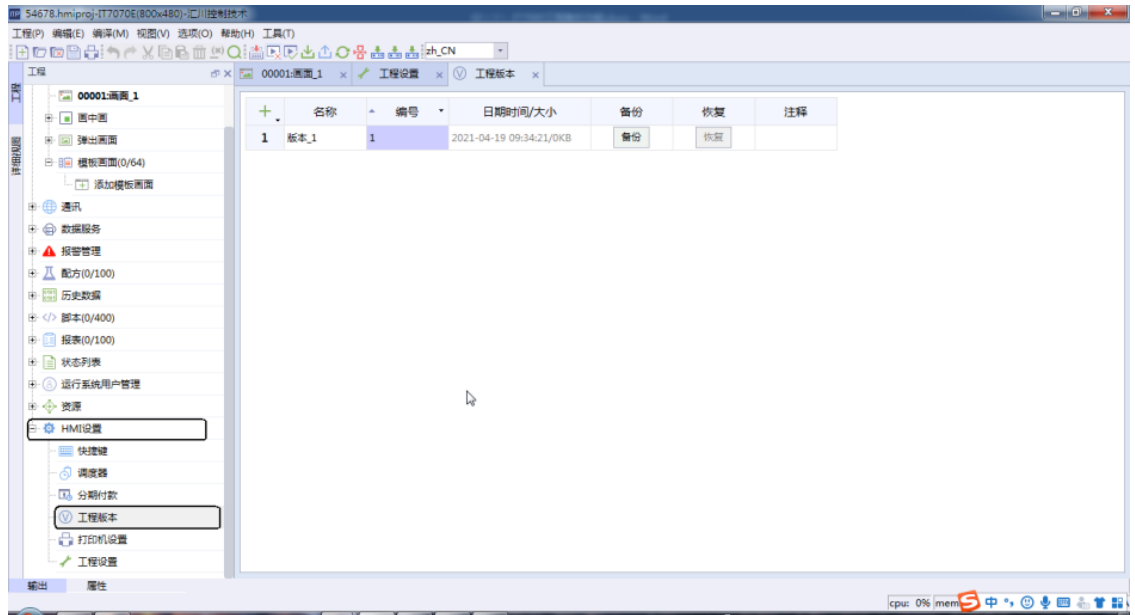 54678.hmiproj-IT7070E(800x480)-汇川控制技术
工程(P) 编辑(E) 编译(M) 视图(V) 选项(O) 帮助(H) 工具(T)
zh_CN
工程
00001:画面_1
工程设置
工程版本
工程
详细视图
00001:画面_1
画中画
弹出画面
模板画面(0/64)
添加模板画面
通讯
数据服务
报警管理
配方(0/100)
历史数据
脚本(0/400)
报表(0/100)
状态列表
运行系统用户管理
资源
HMI设置
快捷键
调度器
分期付款
工程版本
打印机设置
工程设置
名称 编号 日期时间/大小 备份 恢复 注释
1 版本_1 1 2021-04-19 09:34:21/0KB 备份 恢复
输出 属性
cpu: 0% mem
中